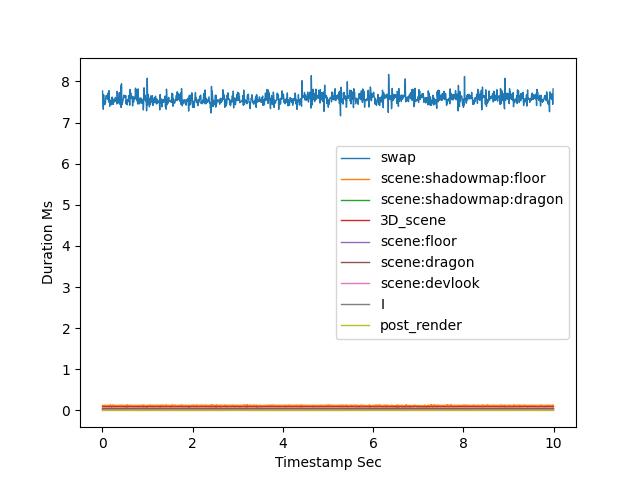 8
7
6
5
4
3
2
1
0
Duration Ms
swap
scene:shadowmap:floor
scene:shadowmap:dragon
3D_scene
scene:floor
scene:dragon
scene:devlook
I
post_render
0 2 4 6 8 10
Timestamp Sec